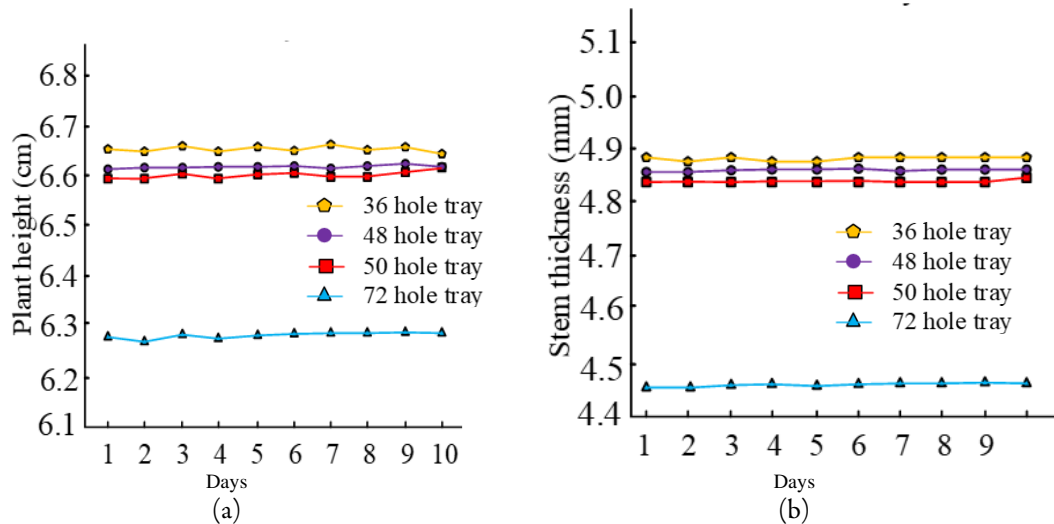 Plant height (cm)
6.8
6.7
6.6
6.5
6.4
6.3
6.2
6.1
36 hole tray
48 hole tray
50 hole tray
72 hole tray
1 2 3 4 5 6 7 8 9 10
Days
(a)
Stem thickness (mm)
5.1
5.0
4.9
4.8
4.7
4.6
4.5
4.4
36 hole tray
48 hole tray
50 hole tray
72 hole tray
1 2 3 4 5 6 7 8 9
Days
(b)